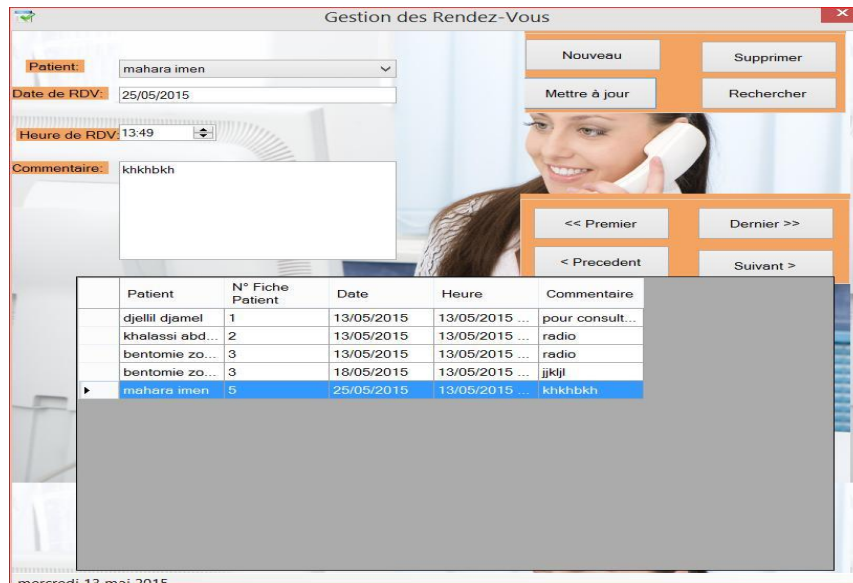 Gestion des Rendez-Vous
Patient: mahara imen
Date de RDV: 25/05/2015
Heure de RDV: 13:49
Commentaire: khkhbkh
Nouveau Supprimer
Mettre à jour Rechercher
<< Premier Dernier >>
< Precedent Suivant >
Patient N° Fiche Patient Date Heure Commentaire
djellil djamel 1 13/05/2015 13/05/2015 ... pour consult...
khalassi abd... 2 13/05/2015 13/05/2015 ... radio
bentomie zo... 3 13/05/2015 13/05/2015 ... radio
bentomie zo... 3 18/05/2015 13/05/2015 ... jjkljl
mahara imen 5 25/05/2015 13/05/2015 ... khkhbkh
mercredi 13 mai 2015